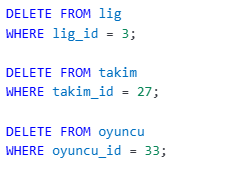 DELETE FROM lig
WHERE lig_id = 3;
DELETE FROM takim
WHERE takim_id = 27;
DELETE FROM oyuncu
WHERE oyuncu_id = 33;